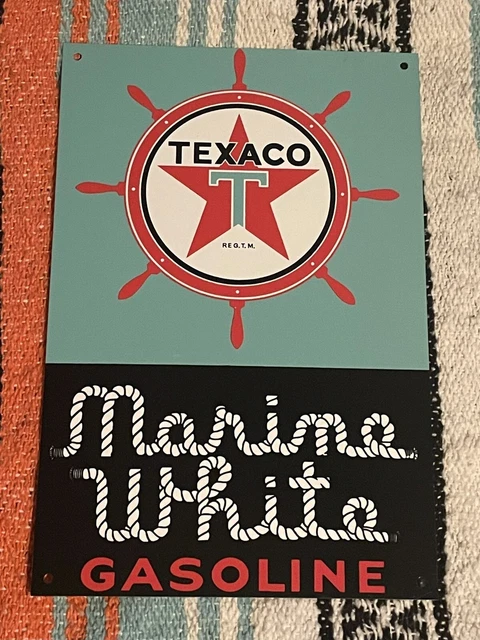 TEXACO
T
REG.T.M.
Marine
White
GASOLINE